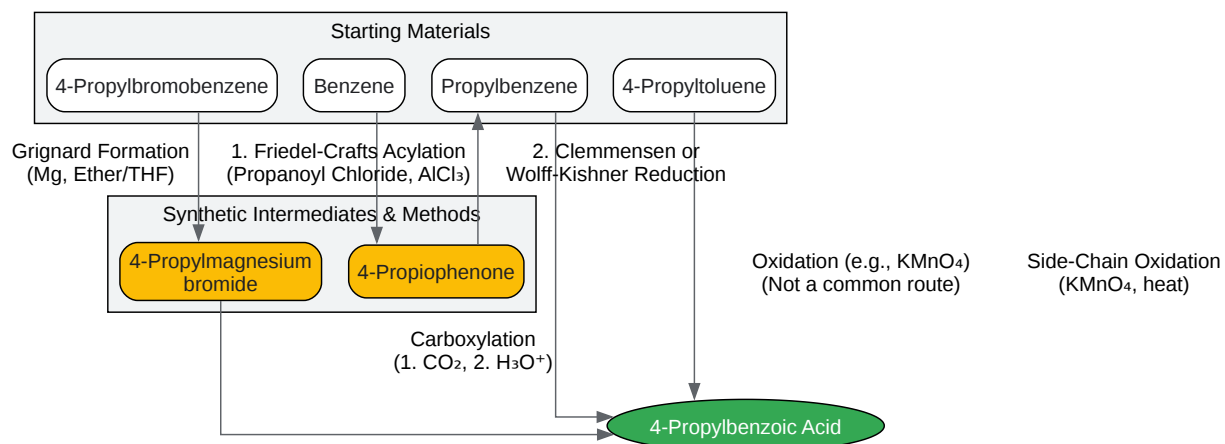 Starting Materials
4-Propylbromobenzene
Benzene
Propylbenzene
4-Propyltoluene
Grignard Formation
(Mg, Ether/THF)
1. Friedel-Crafts Acylation
(Propanoyl Chloride, AlCl₃)
2. Clemmensen or
Wolff-Kishner Reduction
Synthetic Intermediates & Methods
4-Propylmagnesium
bromide
4-Propiophenone
Oxidation (e.g., KMnO₄)
(Not a common route)
Side-Chain Oxidation
(KMnO₄, heat)
Carboxylation
(1. CO₂, 2. H₃O⁺)
4-Propylbenzoic Acid